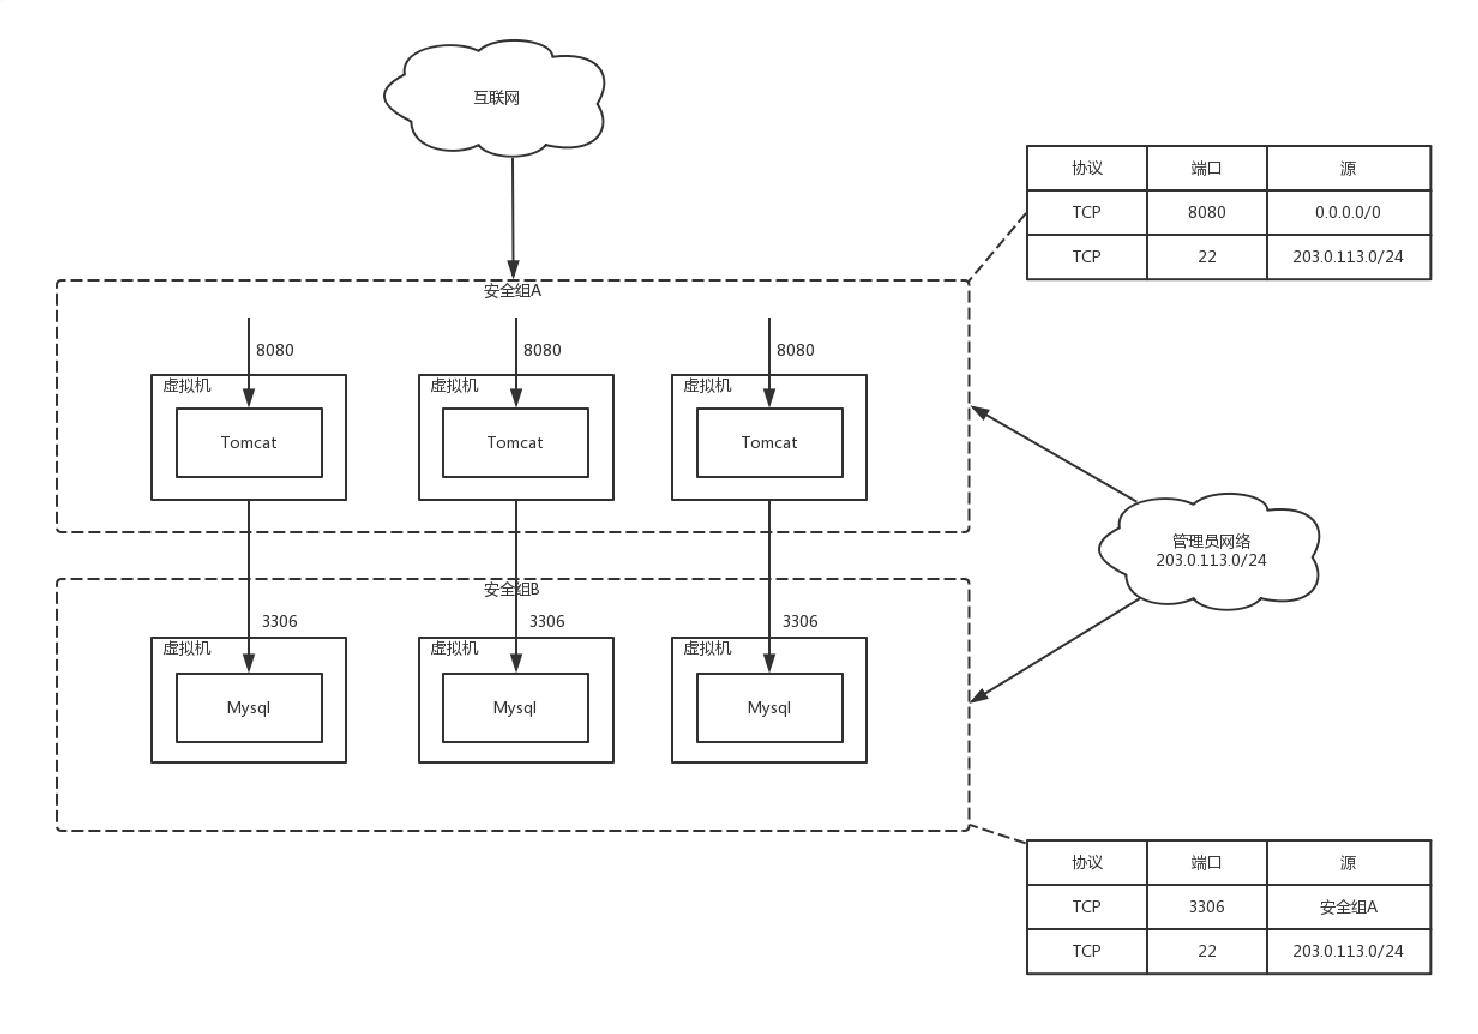 互联网
协议 端口 源
TCP 8080 0.0.0.0/0
TCP 22 203.0.113.0/24
安全组A
8080 8080 8080
虚拟机 虚拟机 虚拟机
Tomcat Tomcat Tomcat
管理员网络
203.0.113.0/24
安全组B
3306 3306 3306
虚拟机 虚拟机 虚拟机
Mysql Mysql Mysql
协议 端口 源
TCP 3306 安全组A
TCP 22 203.0.113.0/24